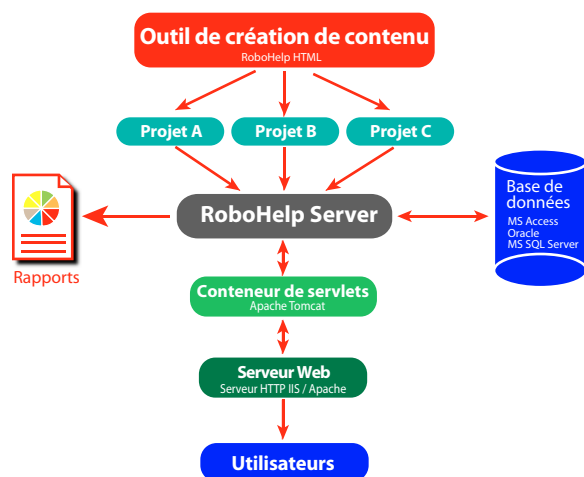 Outil de création de contenu
RoboHelp HTML
Projet A
Projet B
Projet C
RoboHelp Server
Rapports
Base de
données
MS Access
Oracle
MS SQL Server
Conteneur de servlets
Apache Tomcat
Serveur Web
Serveur HTTP IIS / Apache
Utilisateurs